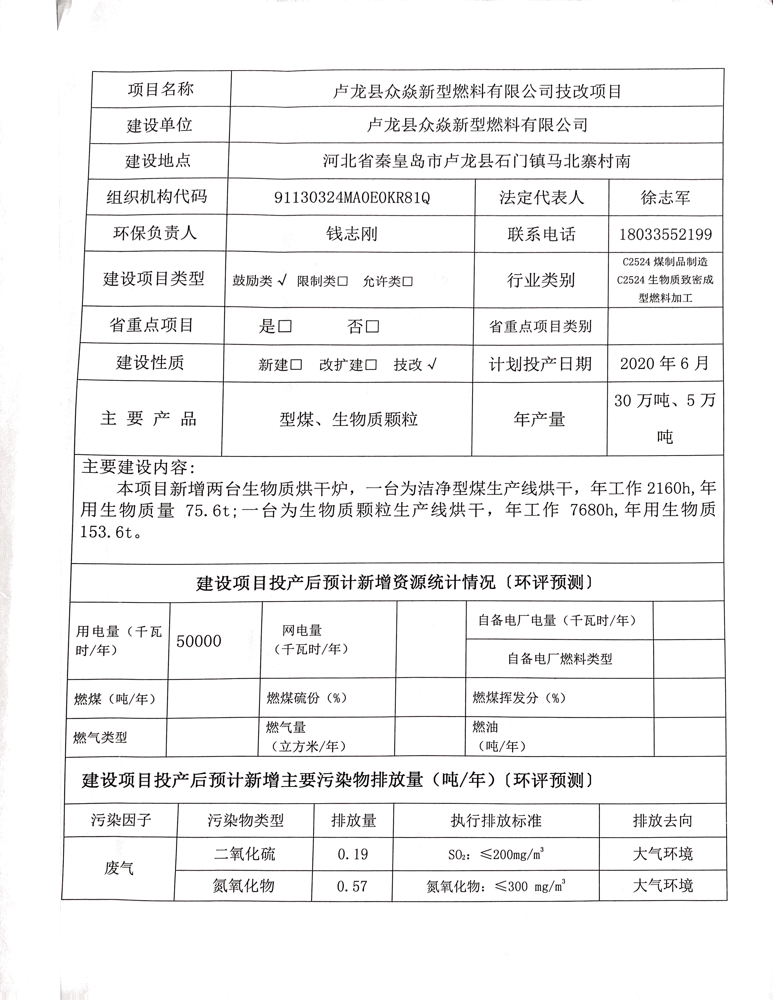 项目名称 卢龙县众焱新型燃料有限公司技改项目
建设单位 卢龙县众焱新型燃料有限公司
建设地点 河北省秦皇岛市卢龙县石门镇马北寨村南
组织机构代码 91130324MA0E0KR81Q 法定代表人 徐志军
环保负责人 钱志刚 联系电话 18033552199
建设项目类型 鼓励类√ 限制类□ 允许类□ 行业类别 C2524 煤制品制造
C2524 生物质致密成
型燃料加工
省重点项目 是□ 否□ 省重点项目类别
建设性质 新建□ 改扩建□ 技改√ 计划投产日期 2020 年 6 月
主要产品 型煤、生物质颗粒 年产量 30 万吨、5 万
吨
主要建设内容:
本项目新增两台生物质烘干炉，一台为洁净型煤生产线烘干，年工作 2160h,年
用生物质量 75.6t;一台为生物质颗粒生产线烘干，年工作 7680h,年用生物质
153.6t。
建设项目投产后预计新增资源统计情况〔环评预测〕
用电量（千瓦
时/年） 50000 网电量
（千瓦时/年） 自备电厂电量（千瓦时/年）
自备电厂燃料类型
燃煤（吨/年） 燃煤硫份（%） 燃煤挥发分（%）
燃气类型 燃气量
（立方米/年） 燃油
（吨/年）
建设项目投产后预计新增主要污染物排放量（吨/年）〔环评预测〕
污染因子 污染物类型 排放量 执行排放标准 排放去向
废气 二氧化硫 0.19 SO₂：≤200mg/m³ 大气环境
氮氧化物 0.57 氮氧化物：≤300 mg/m³ 大气环境